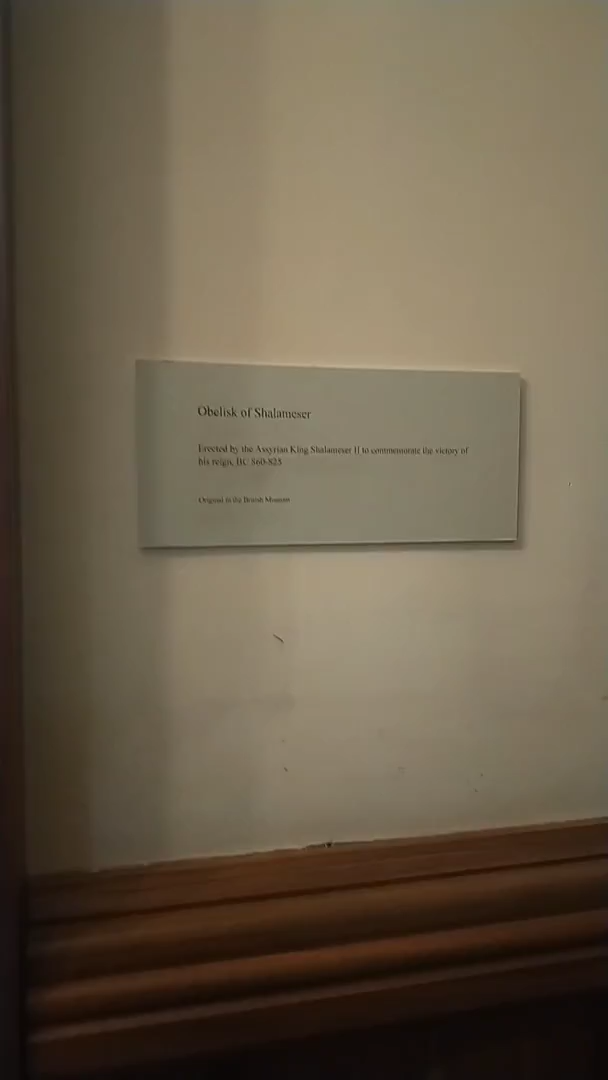 Obelisk of Shalameser
Erected by the Assyrian King Shalameser II to commemorate the victory of
his reign, BC 860-825
Original in the British Museum